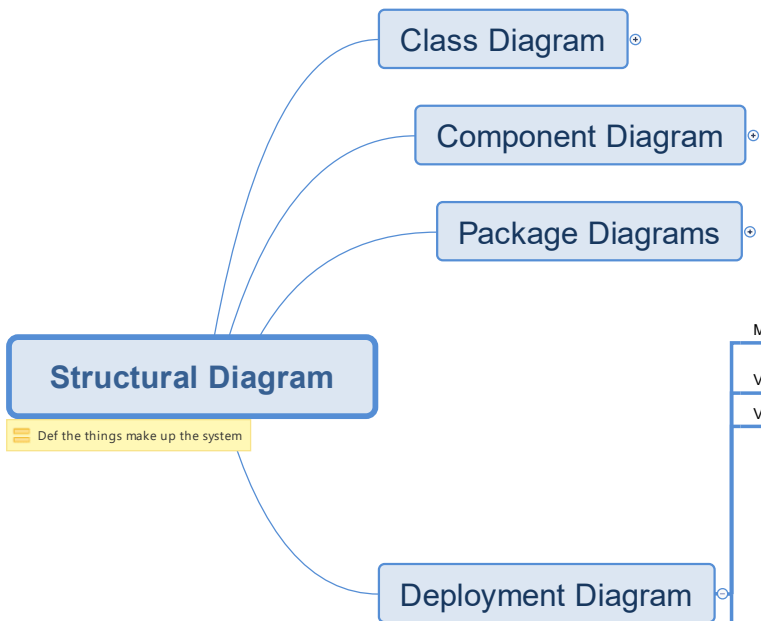 Class Diagram
Component Diagram
Package Diagrams
Structural Diagram
Def the things make up the system
Deployment Diagram